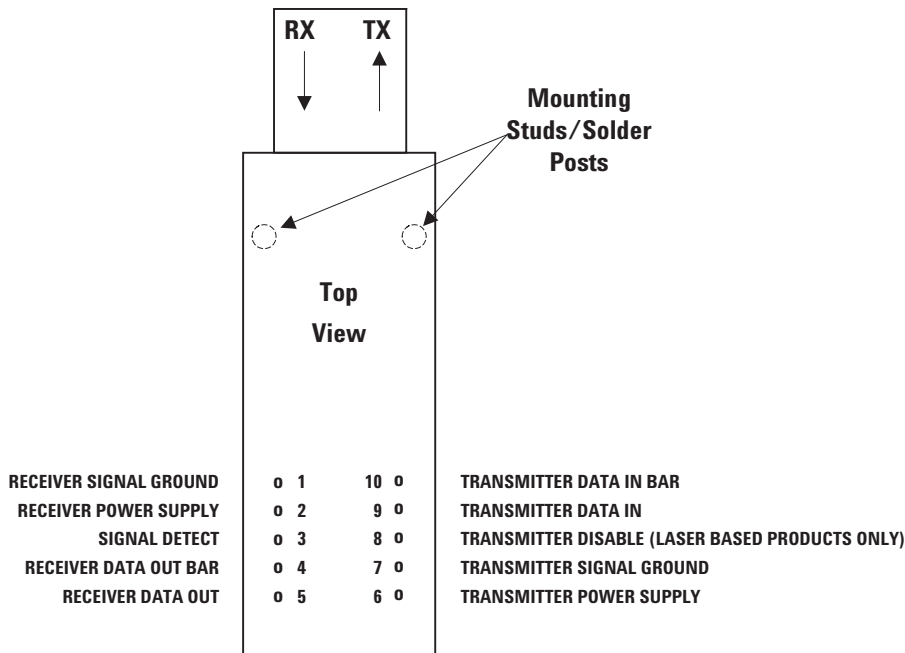 RX TX
Mounting
Studs/Solder
Posts
Top
View
RECEIVER SIGNAL GROUND o 1 10 o TRANSMITTER DATA IN BAR
RECEIVER POWER SUPPLY o 2 9 o TRANSMITTER DATA IN
SIGNAL DETECT o 3 8 o TRANSMITTER DISABLE (LASER BASED PRODUCTS ONLY)
RECEIVER DATA OUT BAR o 4 7 o TRANSMITTER SIGNAL GROUND
RECEIVER DATA OUT o 5 6 o TRANSMITTER POWER SUPPLY